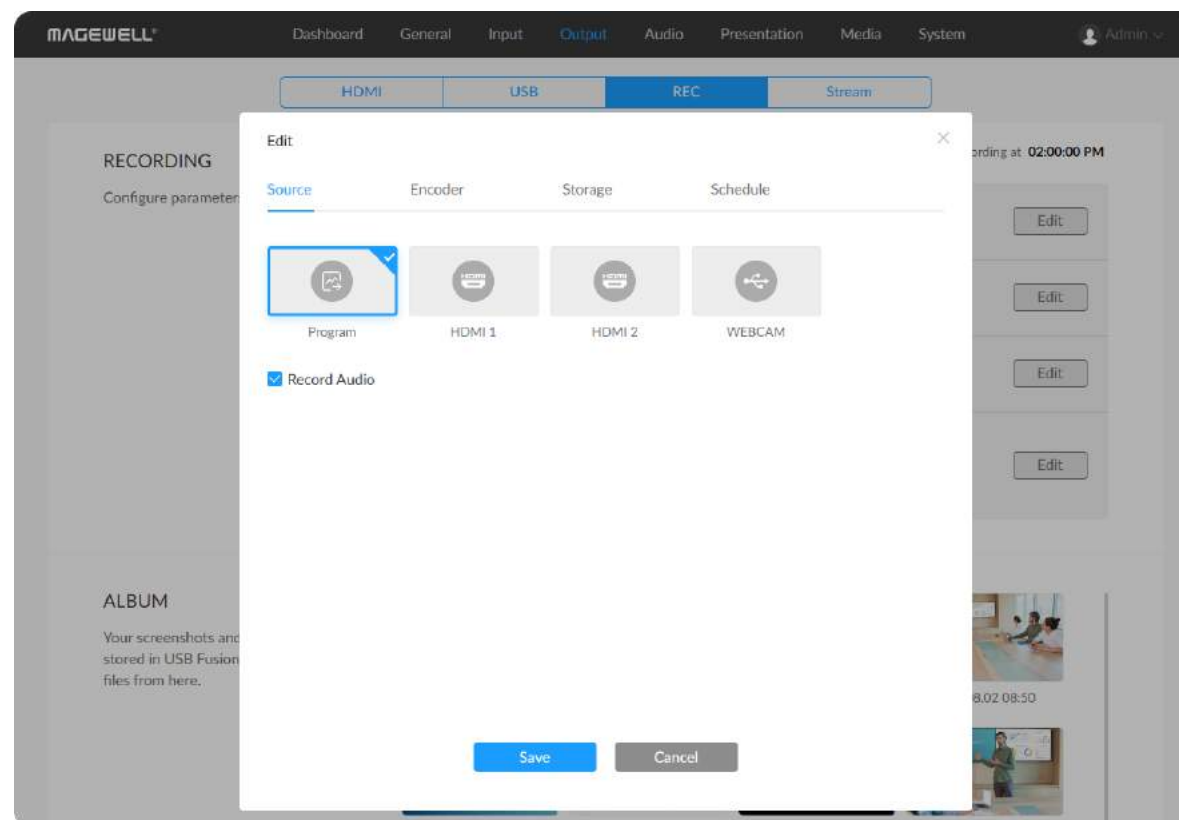 MAGEWELL®
Dashboard General Input Output Audio Presentation Media System Admin
HDMI USB REC Stream
RECORDING
Configure parameter
ording at 02:00:00 PM
Edit
Edit
Edit
Edit
Edit
Source Encoder Storage Schedule
Program HDMI 1 HDMI 2 WEBCAM
Record Audio
Save Cancel
ALBUM
Your screenshots and
stored in USB Fusion
files from here.
8.02 08:50